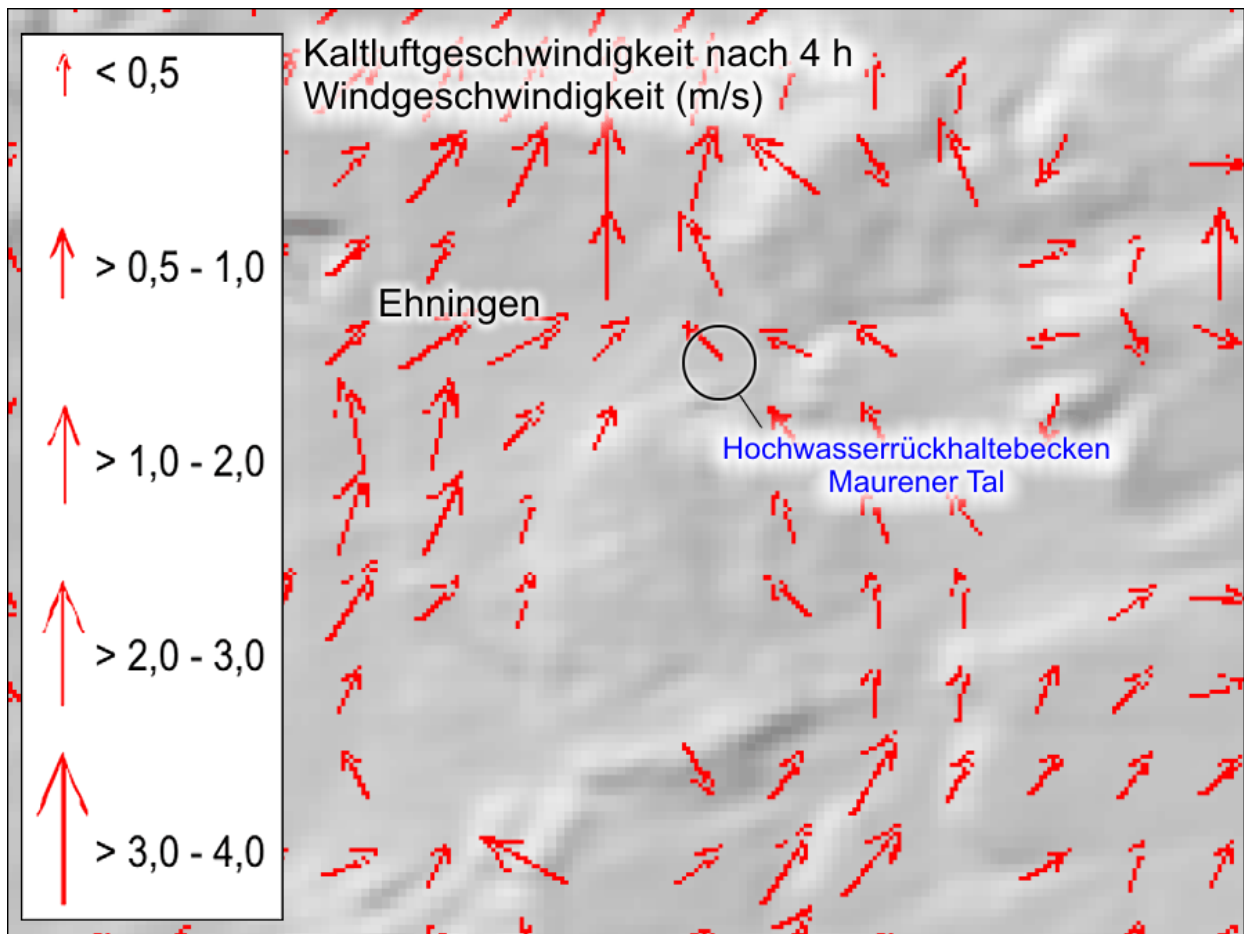 Kaltluftgeschwindigkeit nach 4 h
Windgeschwindigkeit (m/s)
< 0,5
> 0,5 - 1,0
> 1,0 - 2,0
> 2,0 - 3,0
> 3,0 - 4,0
Ehningen
Hochwasserrückhaltebecken
Maurener Tal